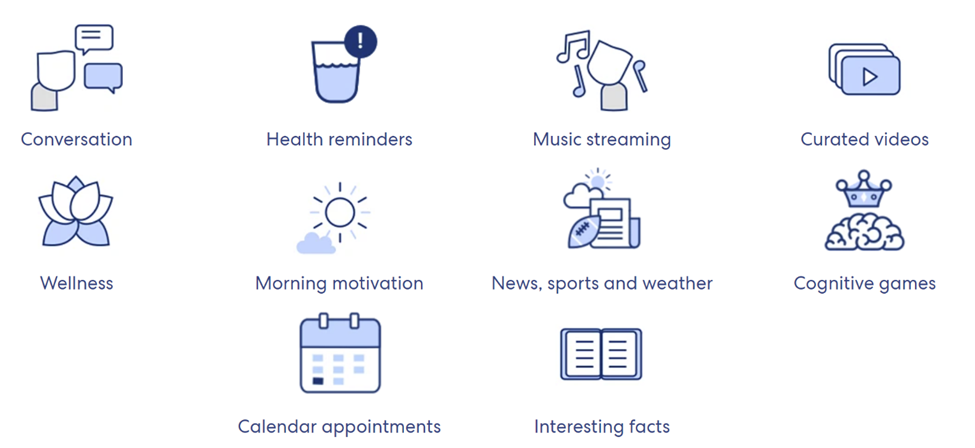 Conversation
Health reminders
Music streaming
Curated videos
Wellness
Morning motivation
News, sports and weather
Cognitive games
Calendar appointments
Interesting facts